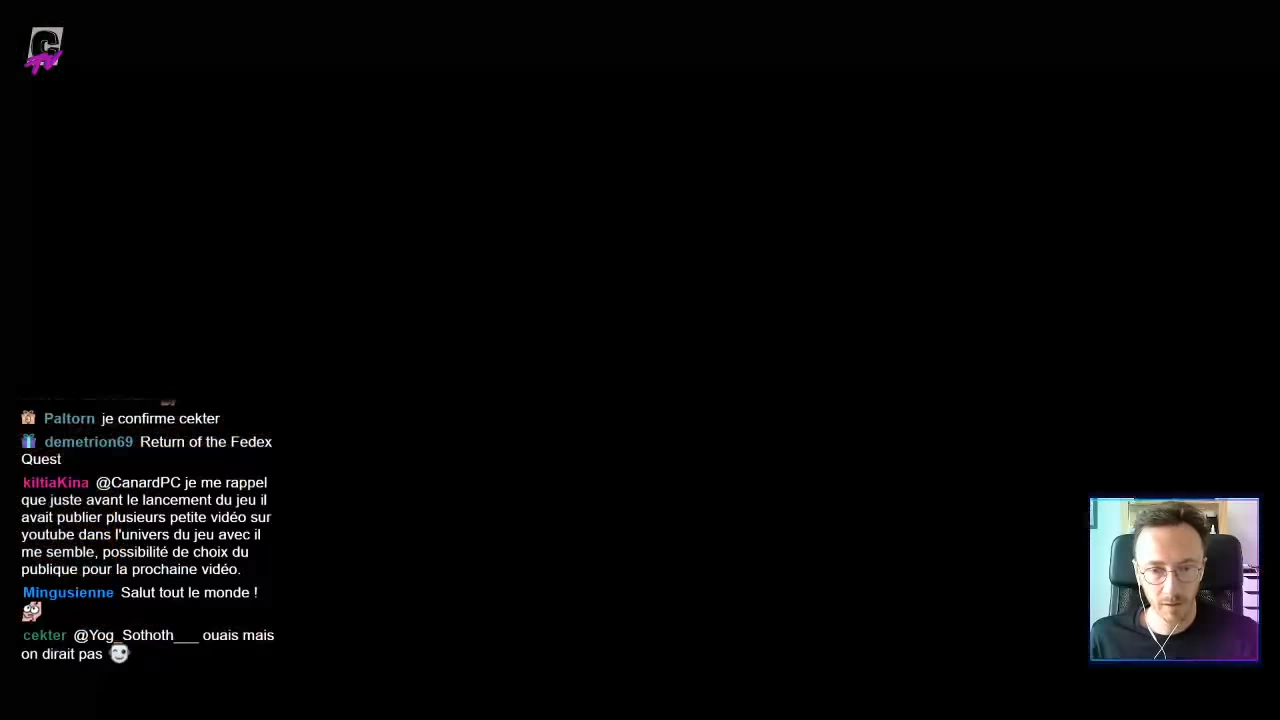 C
TV
Paltorn je confirme cekter
demetrion69 Return of the Fedex
Quest
kiltiaKina @CanardPC je me rappel
que juste avant le lancement du jeu il
avait publier plusieurs petite vidéo sur
youtube dans l'univers du jeu avec il
me semble, possibilité de choix du
publique pour la prochaine vidéo.
Mingusienne Salut tout le monde !
cekter @Yog_Sothoth___ ouais mais
on dirait pas